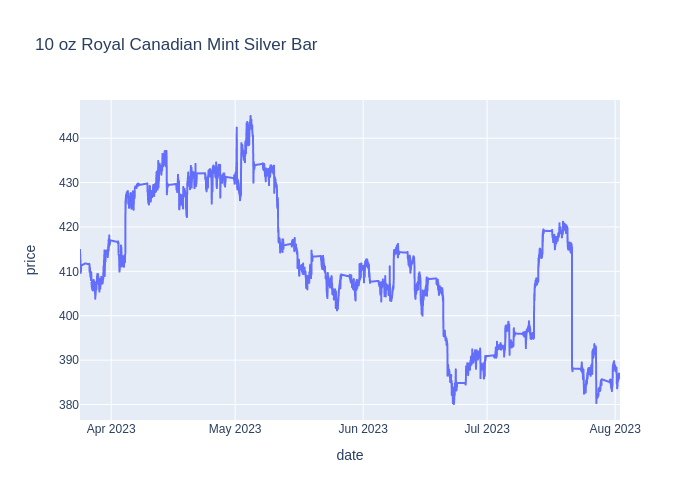 10 oz Royal Canadian Mint Silver Bar
440
430
420
410
400
390
380
price
Apr 2023
May 2023
Jun 2023
Jul 2023
Aug 2023
date